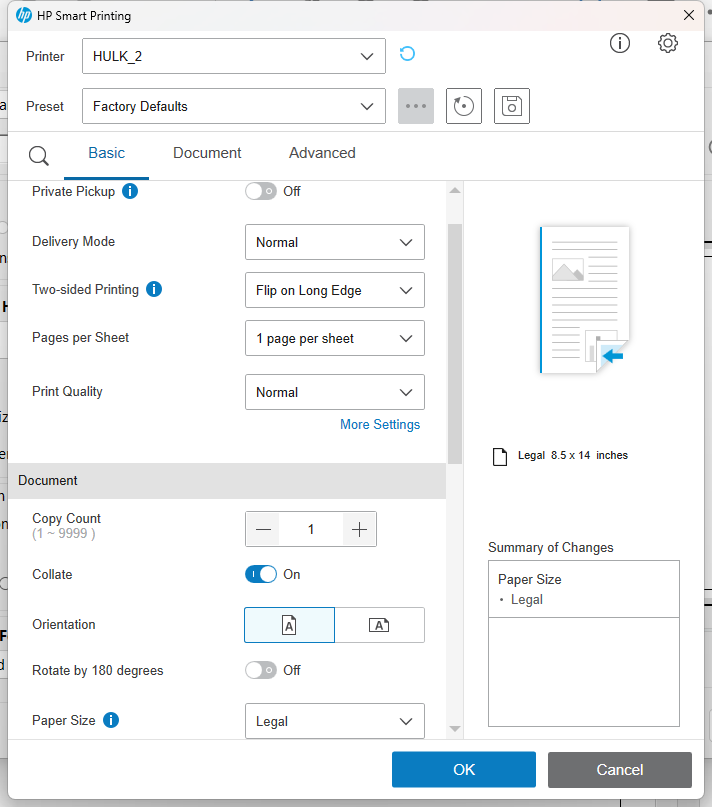 hp HP Smart Printing
Printer HULK_2
Preset Factory Defaults
Basic Document Advanced
Private Pickup Off
Delivery Mode Normal
Two-sided Printing Flip on Long Edge
Pages per Sheet 1 page per sheet
Print Quality Normal
More Settings
Legal 8.5 x 14 inches
Document
Copy Count
(1 ~ 9999 )
1
Collate On
Orientation
A A
Rotate by 180 degrees Off
Paper Size Legal
Summary of Changes
Paper Size
• Legal
OK Cancel